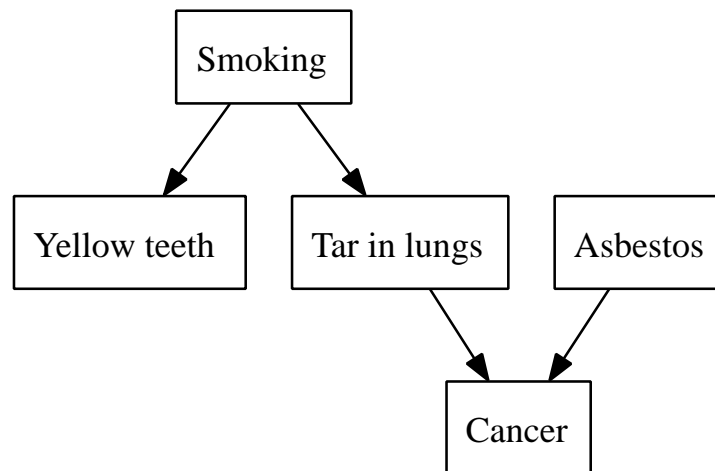 Smoking
Yellow teeth
Tar in lungs
Asbestos
Cancer